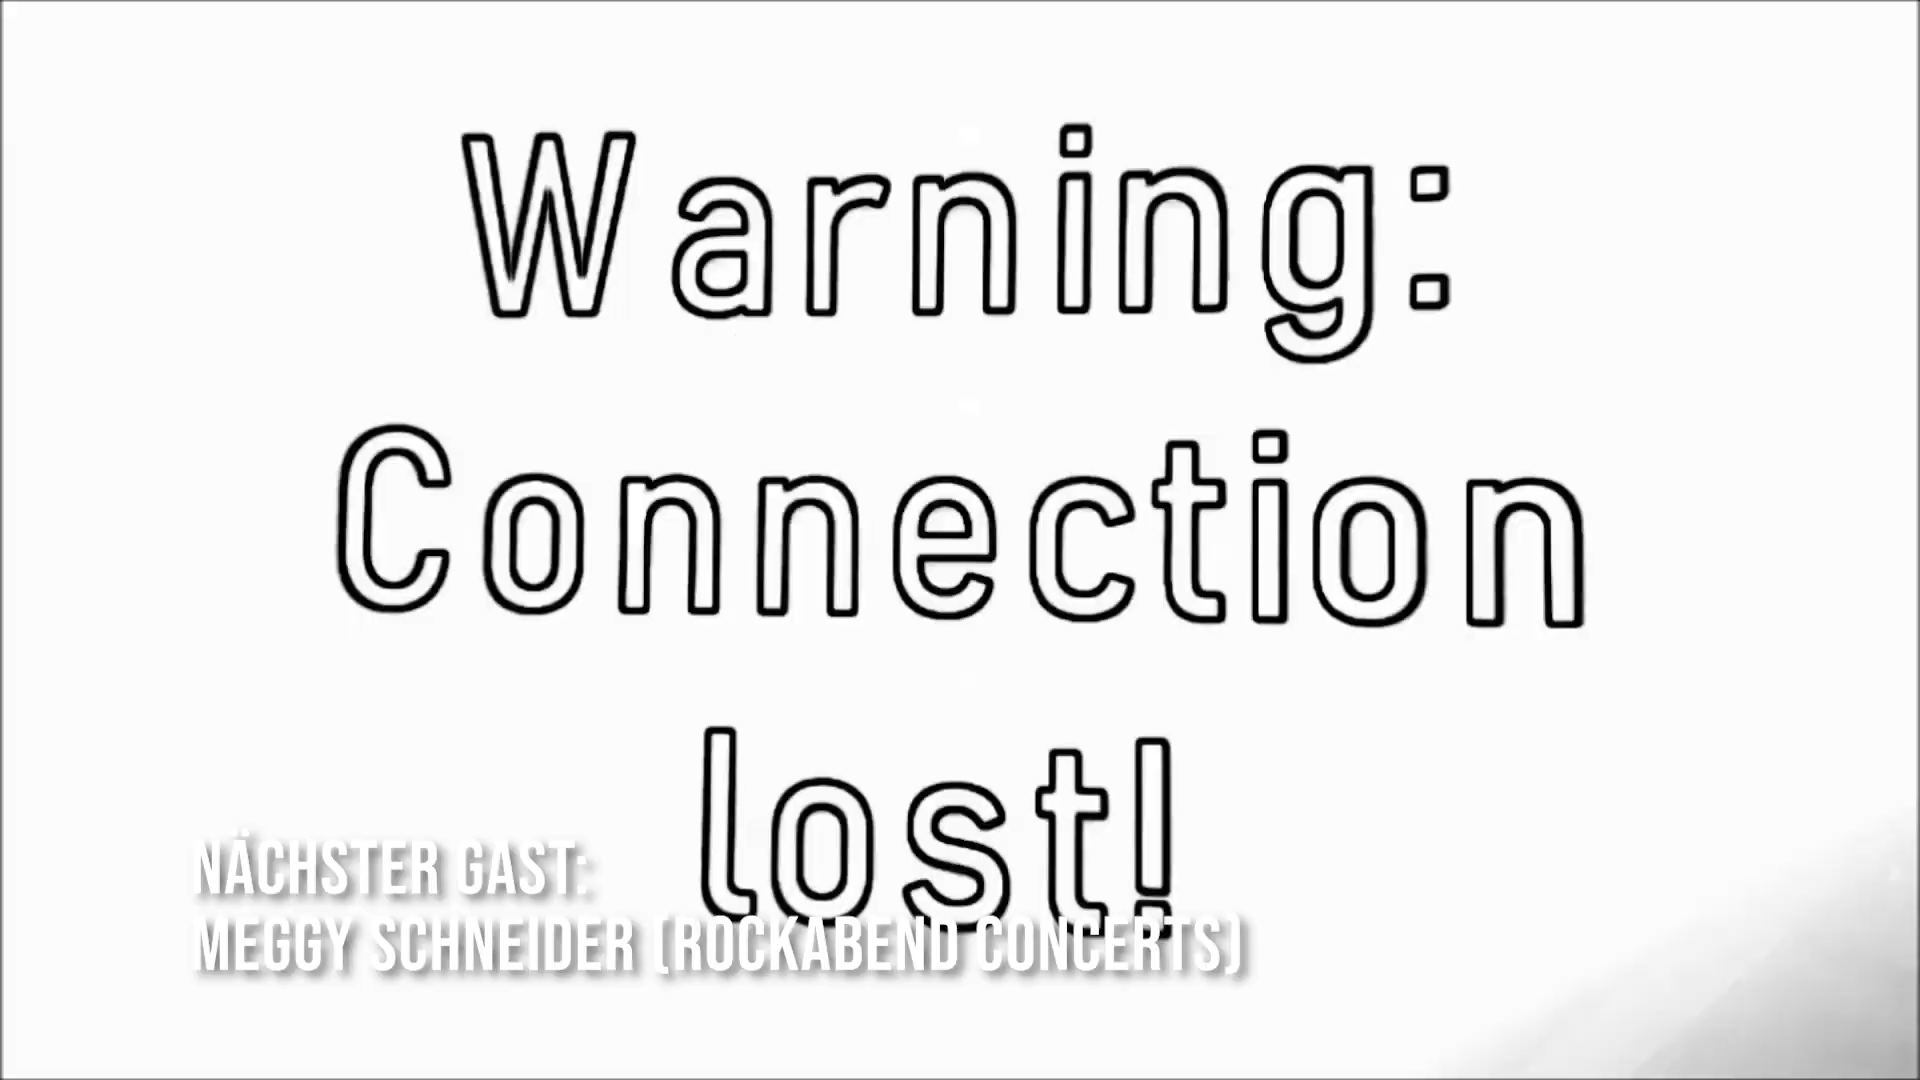 Warning:
Connection
lost!
NÄCHSTER GAST:
MEGGY SCHNEIDER (ROCKABEND CONCERTS)